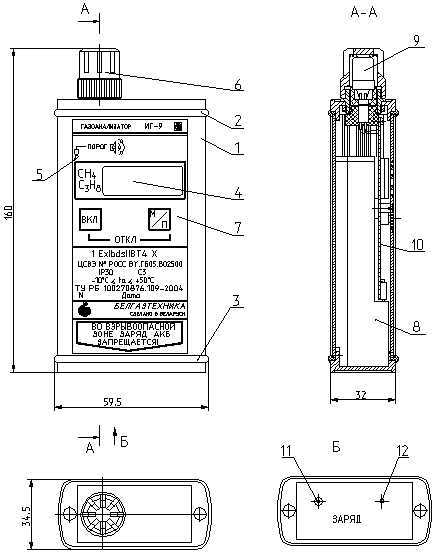 А
А-А
9
6
2
ГАЗОАНАЛИЗАТОР ИГ-9
1
ПОРОГ
5
CH4
C3H8
4
160
ВКЛ
М/П
7
ОТКЛ
10
1 ExibdsIIBT4 X
ЦСВЭ № РОСС BY.ГБ05.В02500
IP30 С3
-10°C ≤ ta ≤ +50°C
ТУ РБ 100270876.109-2004
N Дата
БЕЛГАЗТЕХНИКА
СДЕЛАНО В БЕЛАРУСИ
3
8
ВО ВЗРЫВООПАСНОЙ
ЗОНЕ ЗАРЯД АКБ
ЗАПРЕЩАЕТСЯ!
59.5
32
А
Б
Б
11
12
34.5
ЗАРЯД